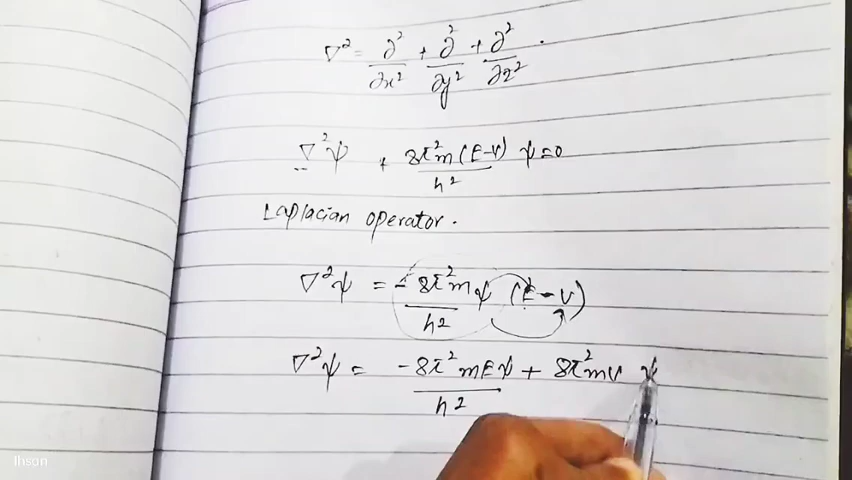 ∇² = ∂²/∂x² + ∂²/∂y² + ∂²/∂z² .
∇²ψ + 8π²m(E-V)/h² ψ=0
Laplacian operator.
∇²ψ = - 8π²mψ/h² (E-V)
∇²ψ = -8π²mEψ/h² + 8π²mV ψ
Ihsan